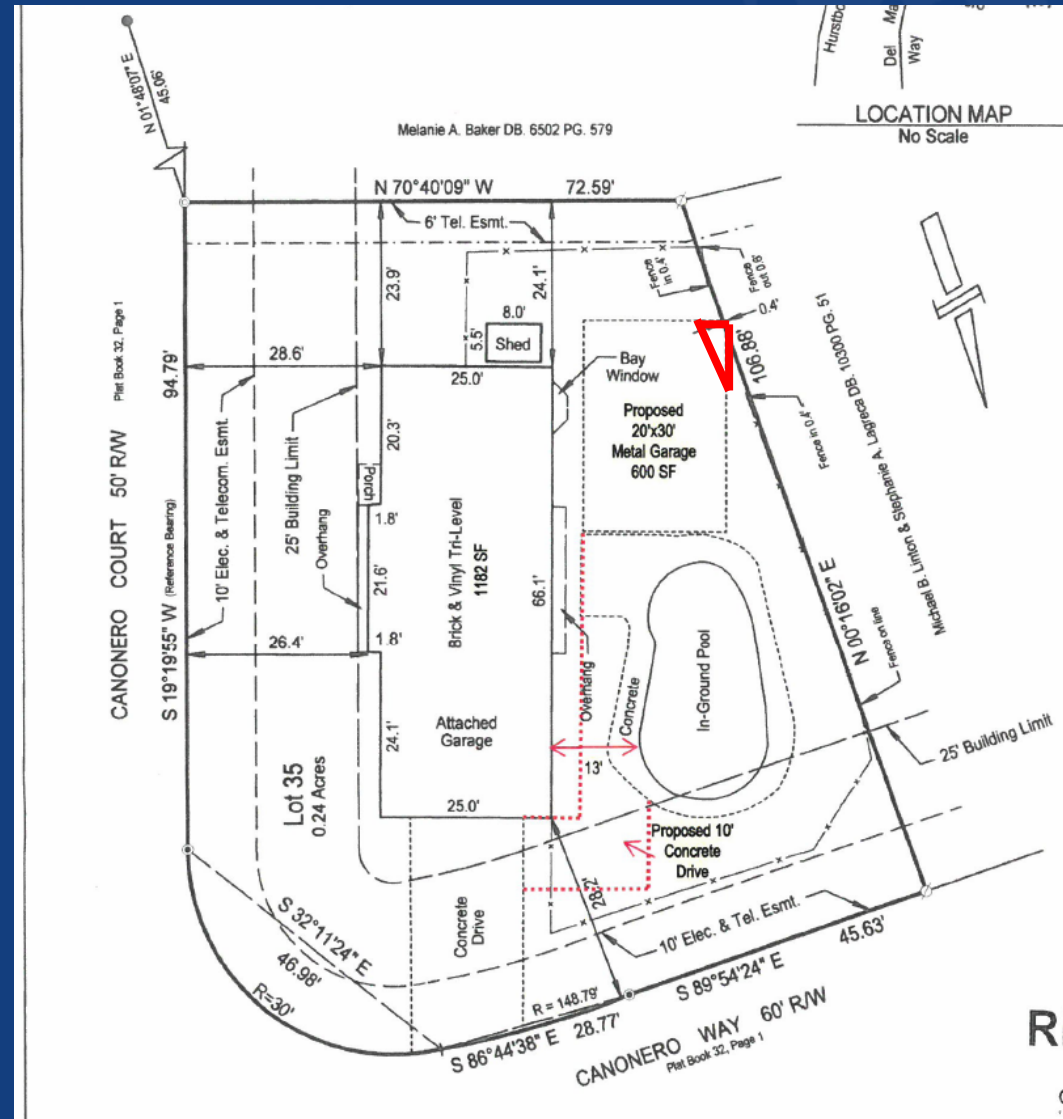 Hurstbo
Del Ma
Way
LOCATION MAP
No Scale
N 01°48'07" E
45.06'
Melanie A. Baker DB. 6502 PG. 579
N 70°40'09" W 72.59'
6' Tel. Esmt.
Fence in 0.4'
Fence out 0.6'
0.4'
23.9'
24.1'
8.0'
5.5'
Shed
28.6'
25.0'
Bay
Window
106.88'
Proposed
20'x30'
Metal Garage
600 SF
Fence in 0.4'
Michael B. Linton & Stephanie A. Lagreca DB. 10300 PG. 51
CANONERO COURT 50' R/W Plat Book 32, Page 1
S 19°19'55" W (Reference Bearing) 94.79'
10' Elec. & Telecom. Esmt.
25' Building Limit
Overhang
Porch
20.3'
1.8'
21.6'
1.8'
26.4'
24.1'
Brick & Vinyl Tri-Level
1182 SF
66.1'
Overhang
Concrete
In-Ground Pool
N 00°16'02" E
Fence on line
25' Building Limit
Attached
Garage
13'
25.0'
Lot 35
0.24 Acres
Proposed 10'
Concrete
Drive
28.2'
Concrete
Drive
S 32°11'24" E
46.98'
R=30'
10' Elec. & Tel. Esmt.
45.63'
S 89°54'24" E
R = 148.79'
28.77'
S 86°44'38" E
CANONERO WAY 60' R/W
Plat Book 32, Page 1
R